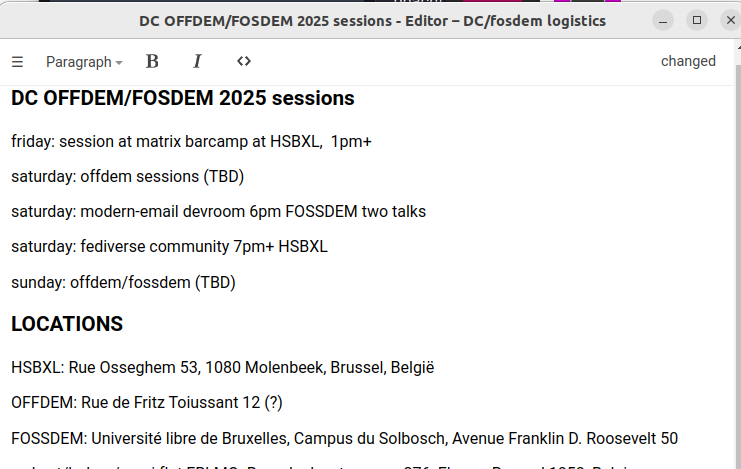 DC OFFDEM/FOSDEM 2025 sessions - Editor – DC/fosdem logistics
Paragraph B I <> changed
DC OFFDEM/FOSDEM 2025 sessions
friday: session at matrix barcamp at HSBXL, 1pm+
saturday: offdem sessions (TBD)
saturday: modern-email devroom 6pm FOSSDEM two talks
saturday: fediverse community 7pm+ HSBXL
sunday: offdem/fossdem (TBD)
LOCATIONS
HSBXL: Rue Osseghem 53, 1080 Molenbeek, Brussel, België
OFFDEM: Rue de Fritz Toiussant 12 (?)
FOSSDEM: Université libre de Bruxelles, Campus du Solbosch, Avenue Franklin D. Roosevelt 50